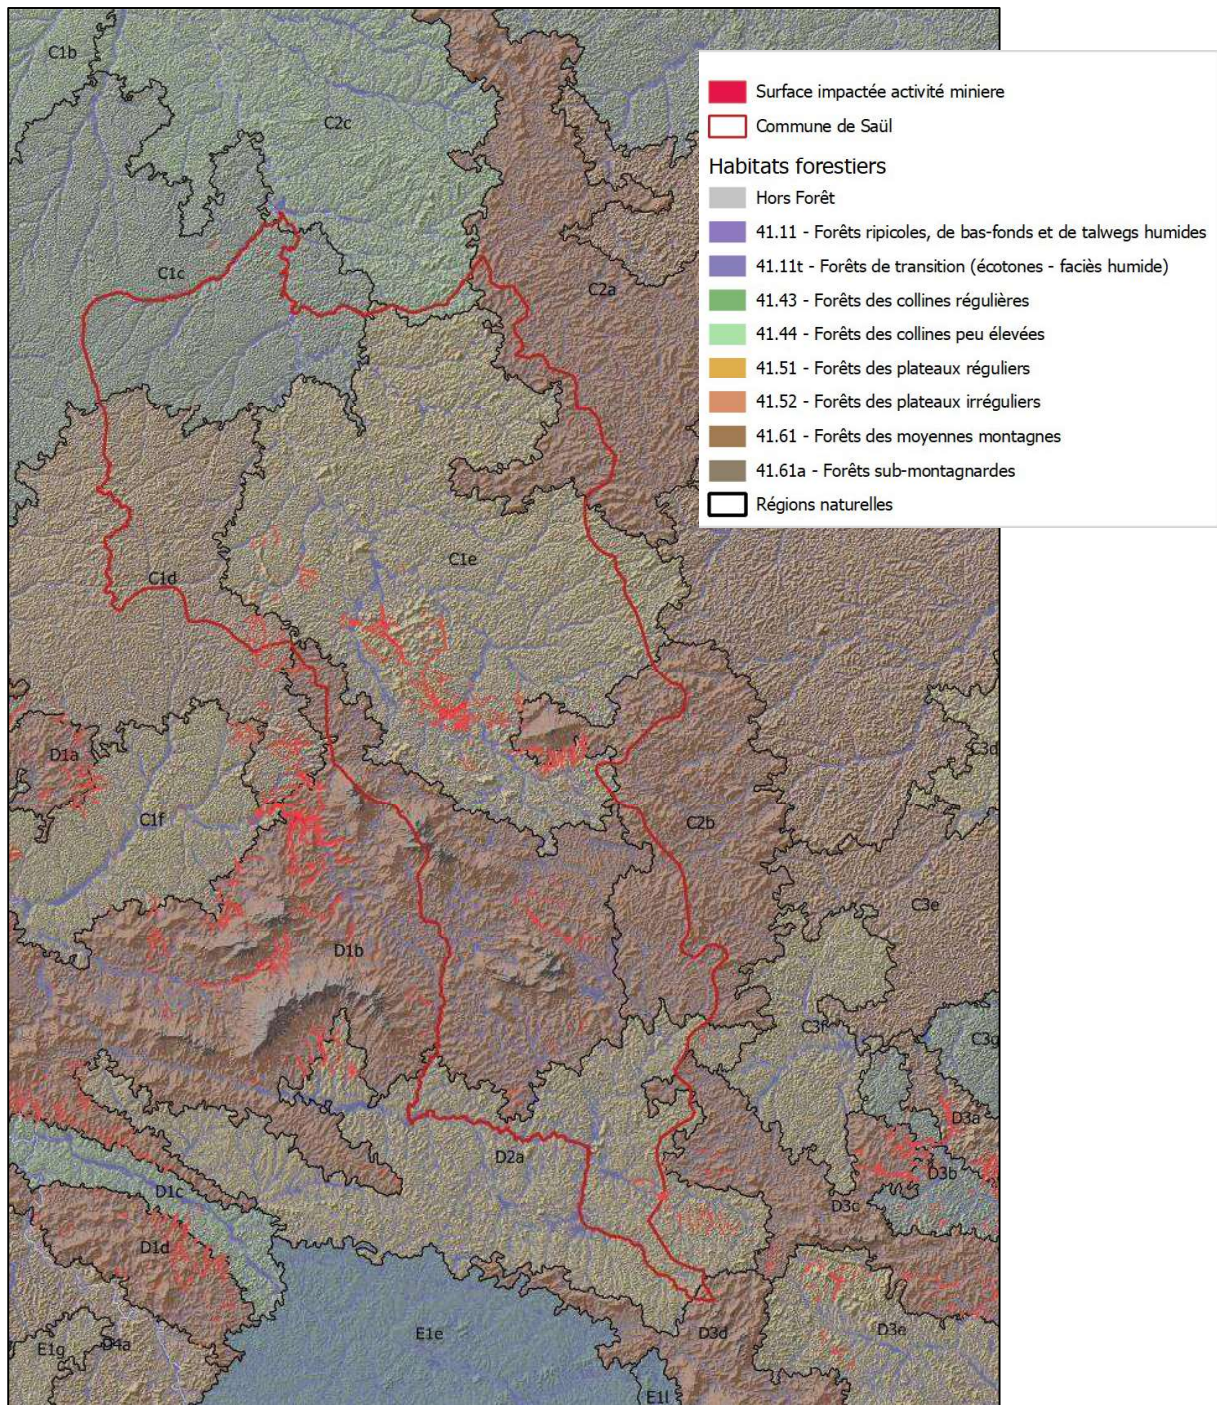 Surface impactée activité miniere
Commune de Saül
Habitats forestiers
Hors Forêt
41.11 - Forêts ripicoles, de bas-fonds et de talwegs humides
41.11t - Forêts de transition (écotones - faciès humide)
41.43 - Forêts des collines régulières
41.44 - Forêts des collines peu élevées
41.51 - Forêts des plateaux réguliers
41.52 - Forêts des plateaux irréguliers
41.61 - Forêts des moyennes montagnes
41.61a - Forêts sub-montagnardes
Régions naturelles
C1b
C2c
C1c
C2a
C1e
C1d
D1a
C3d
C1f
C2b
C3e
D1b
C3f
C3g
D3a
D2a
D3b
D1c
D3c
D1d
E1e
D3d
D3e
E1g
D4a
E1l